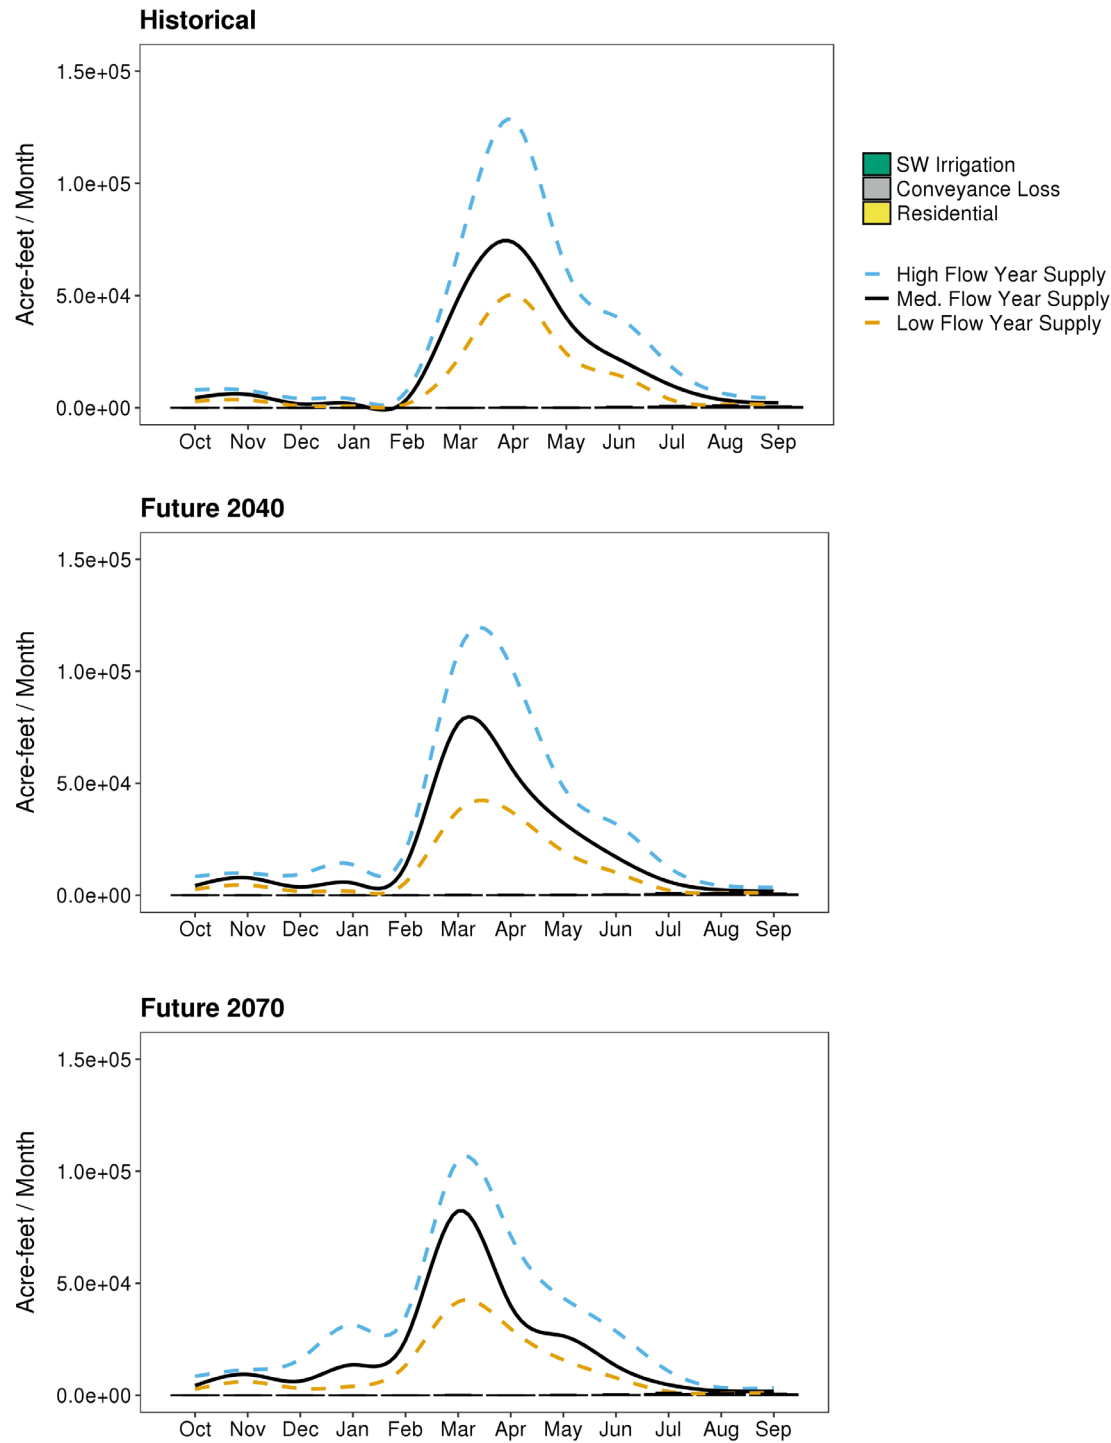 Historical
1.5e+05
1.0e+05
5.0e+04
0.0e+00
Acre-feet / Month
Oct Nov Dec Jan Feb Mar Apr May Jun Jul Aug Sep
SW Irrigation
Conveyance Loss
Residential
High Flow Year Supply
Med. Flow Year Supply
Low Flow Year Supply
Future 2040
1.5e+05
1.0e+05
5.0e+04
0.0e+00
Acre-feet / Month
Oct Nov Dec Jan Feb Mar Apr May Jun Jul Aug Sep
Future 2070
1.5e+05
1.0e+05
5.0e+04
0.0e+00
Acre-feet / Month
Oct Nov Dec Jan Feb Mar Apr May Jun Jul Aug Sep